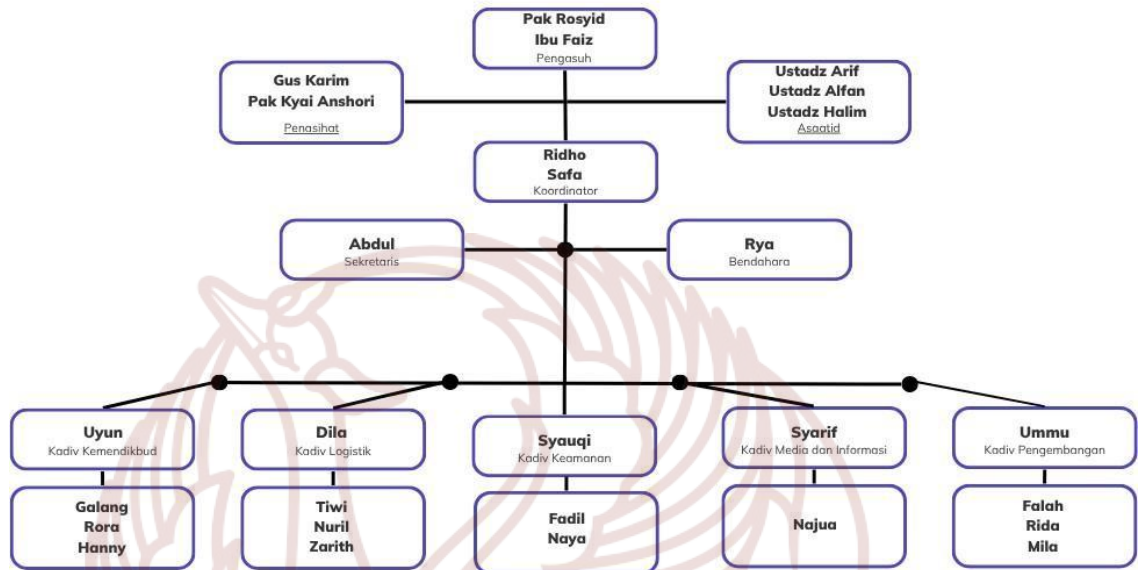 Pak Rosyid
Ibu Faiz
Pengasuh
Gus Karim
Pak Kyai Anshori
Penasihat
Ustadz Arif
Ustadz Alfan
Ustadz Halim
Asaatid
Ridho
Safa
Koordinator
Abdul
Sekretaris
Rya
Bendahara
Uyun
Kadiv Kemendikbud
Dila
Kadiv Logistik
Syauqi
Kadiv Keamanan
Syarif
Kadiv Media dan Informasi
Ummu
Kadiv Pengembangan
Galang
Rora
Hanny
Tiwi
Nuril
Zarith
Fadil
Naya
Najua
Falah
Rida
Mila